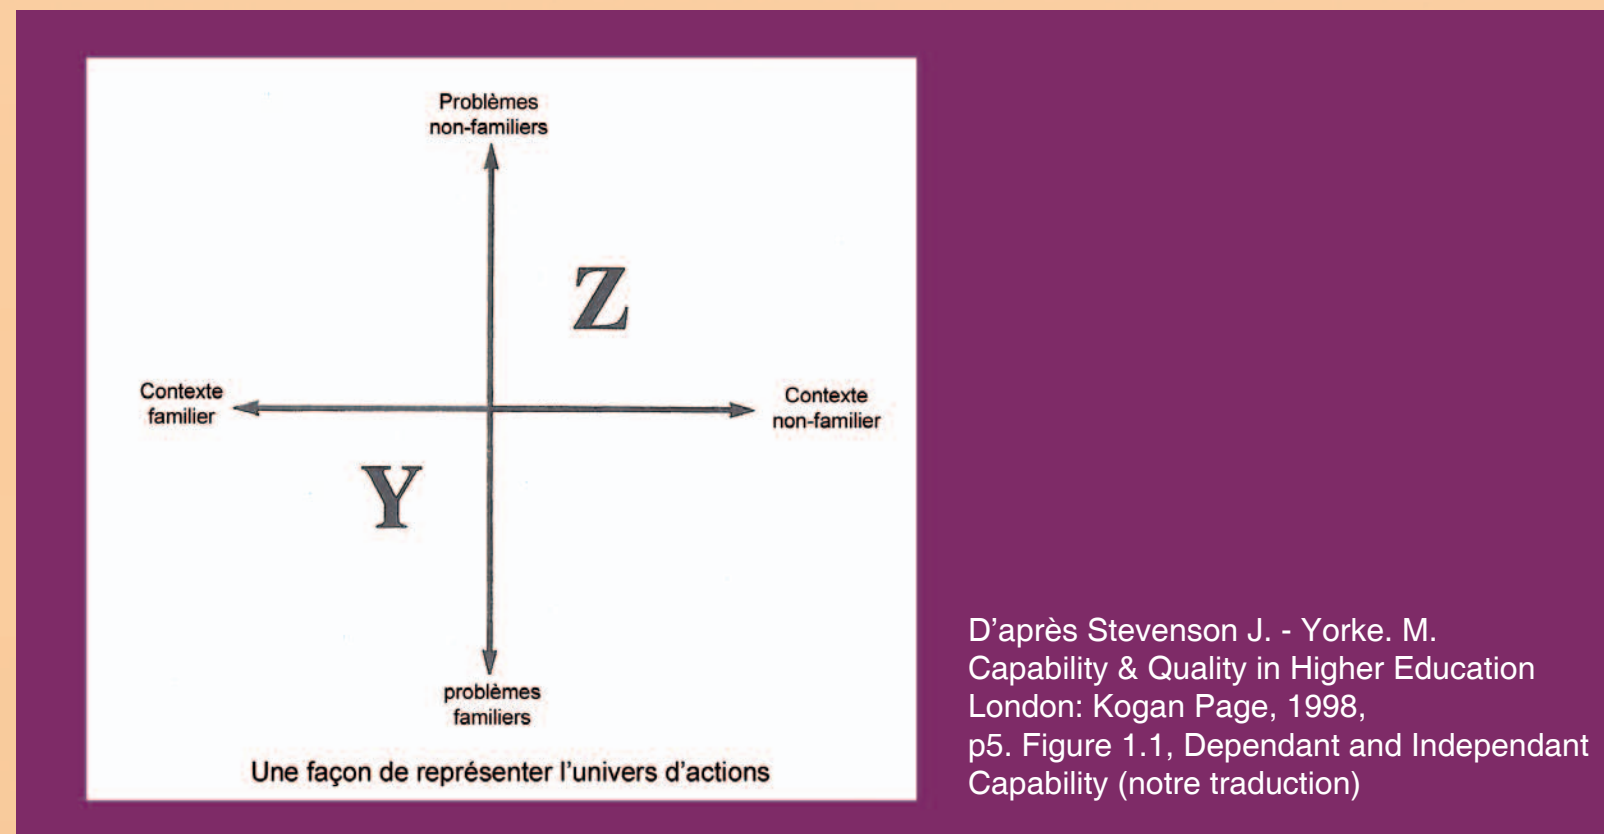 Problèmes
non-familiers
Z
Contexte
familier
Contexte
non-familier
Y
problèmes
familiers
Une façon de représenter l'univers d'actions
D'après Stevenson J. - Yorke. M.
Capability & Quality in Higher Education
London: Kogan Page, 1998,
p5. Figure 1.1, Dependant and Independant
Capability (notre traduction)